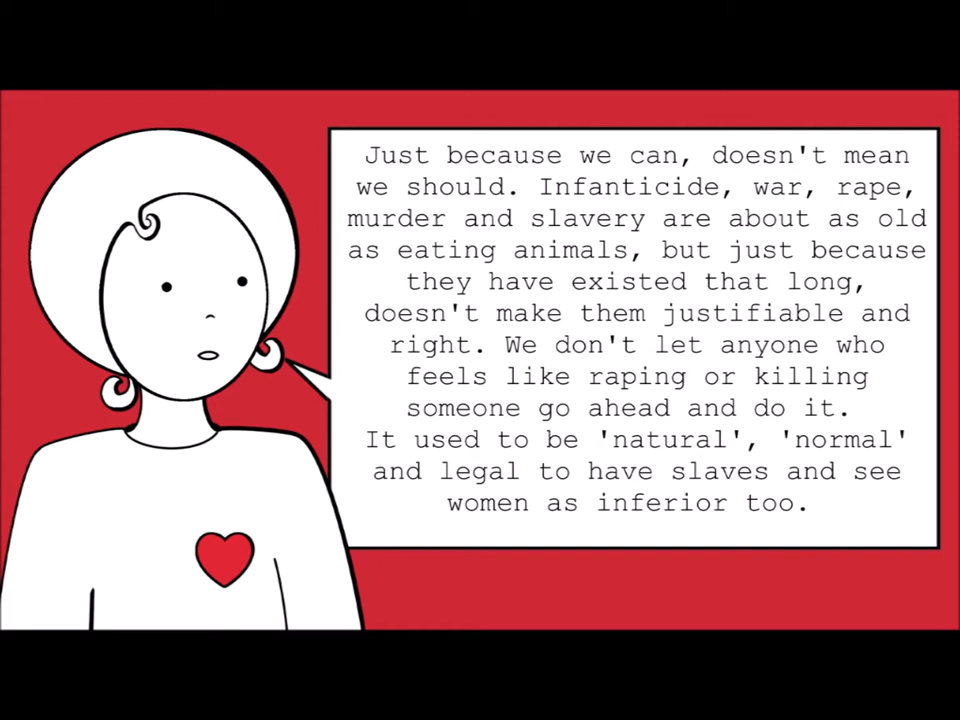 Just because we can, doesn't mean
we should. Infanticide, war, rape,
murder and slavery are about as old
as eating animals, but just because
they have existed that long,
doesn't make them justifiable and
right. We don't let anyone who
feels like raping or killing
someone go ahead and do it.
It used to be 'natural', 'normal'
and legal to have slaves and see
women as inferior too.